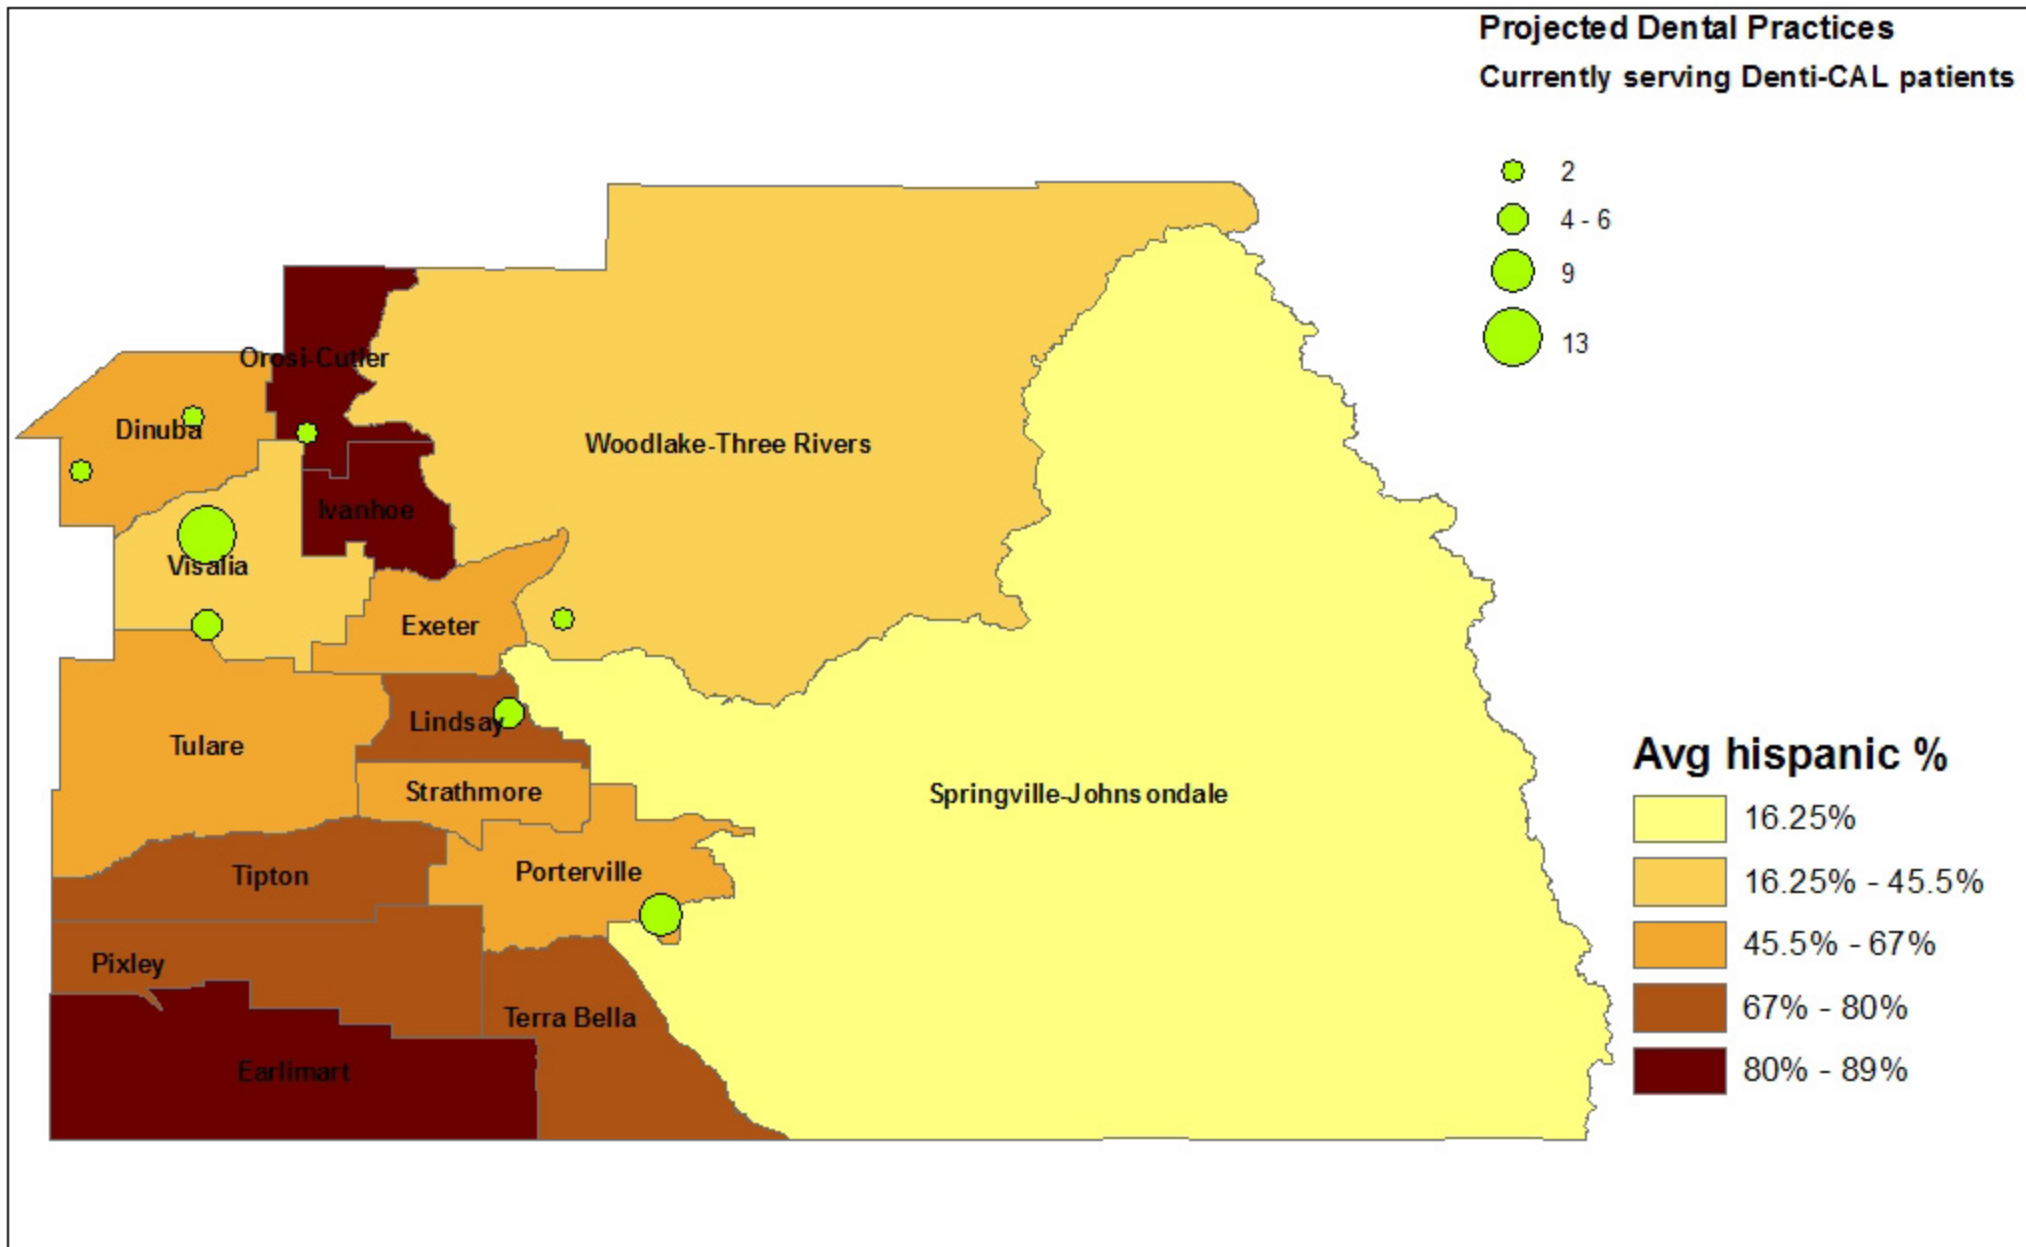 Projected Dental Practices
Currently serving Denti-CAL patients
2
4 - 6
9
13
Orosi-Cutler
Dinuba
Woodlake-Three Rivers
Ivanhoe
Visalia
Exeter
Lindsay
Tulare
Strathmore
Springville-Johnsondale
Tipton
Porterville
Pixley
Terra Bella
Earlimart
Avg hispanic %
16.25%
16.25% - 45.5%
45.5% - 67%
67% - 80%
80% - 89%